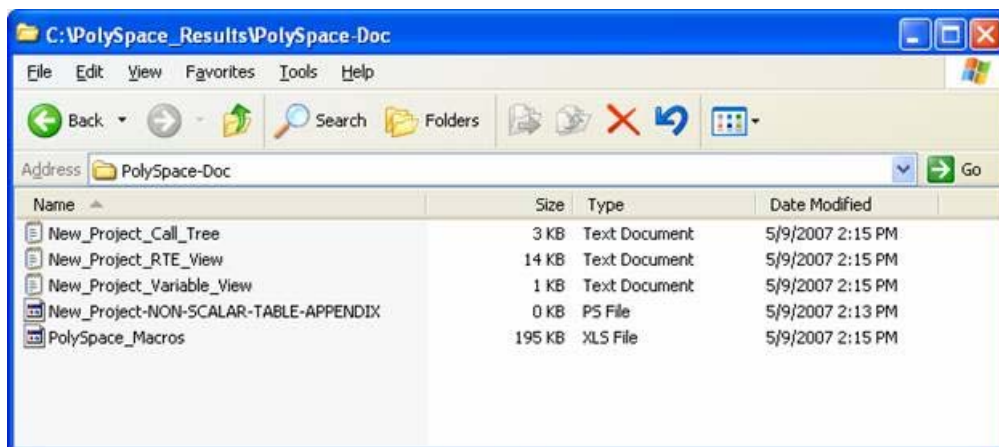 C:\PolySpace_Results\PolySpace-Doc
File Edit View Favorites Tools Help
Back Search Folders
Address PolySpace-Doc Go
Name Size Type Date Modified
New_Project_Call_Tree 3 KB Text Document 5/9/2007 2:15 PM
New_Project_RTE_View 14 KB Text Document 5/9/2007 2:15 PM
New_Project_Variable_View 1 KB Text Document 5/9/2007 2:15 PM
New_Project-NON-SCALAR-TABLE-APPENDIX 0 KB PS File 5/9/2007 2:13 PM
PolySpace_Macros 195 KB XLS File 5/9/2007 2:15 PM